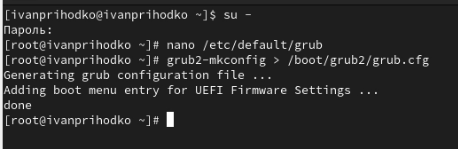 [ivanprihodko@ivanprihodko ~]$ su -
Пароль:
[root@ivanprihodko ~]# nano /etc/default/grub
[root@ivanprihodko ~]# grub2-mkconfig > /boot/grub2/grub.cfg
Generating grub configuration file ...
Adding boot menu entry for UEFI Firmware Settings ...
done
[root@ivanprihodko ~]#